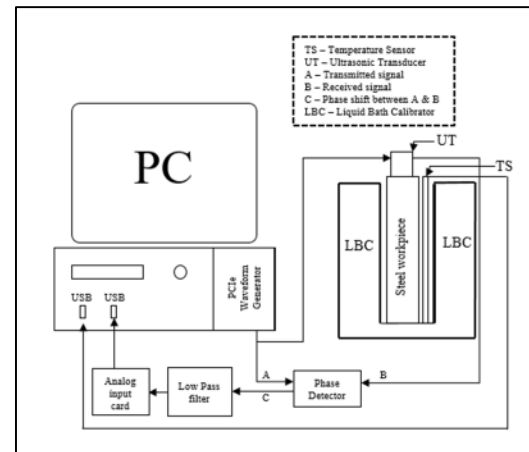 TS – Temperature Sensor
UT – Ultrasonic Transducer
A – Transmitted signal
B – Received signal
C – Phase shift between A & B
LBC – Liquid Bath Calibrator
UT
TS
PC
LBC
Steel workpiece
LBC
USB
USB
PCIe
Waveform
Generator
A
B
C
Analog
input
card
Low Pass
filter
Phase
Detector